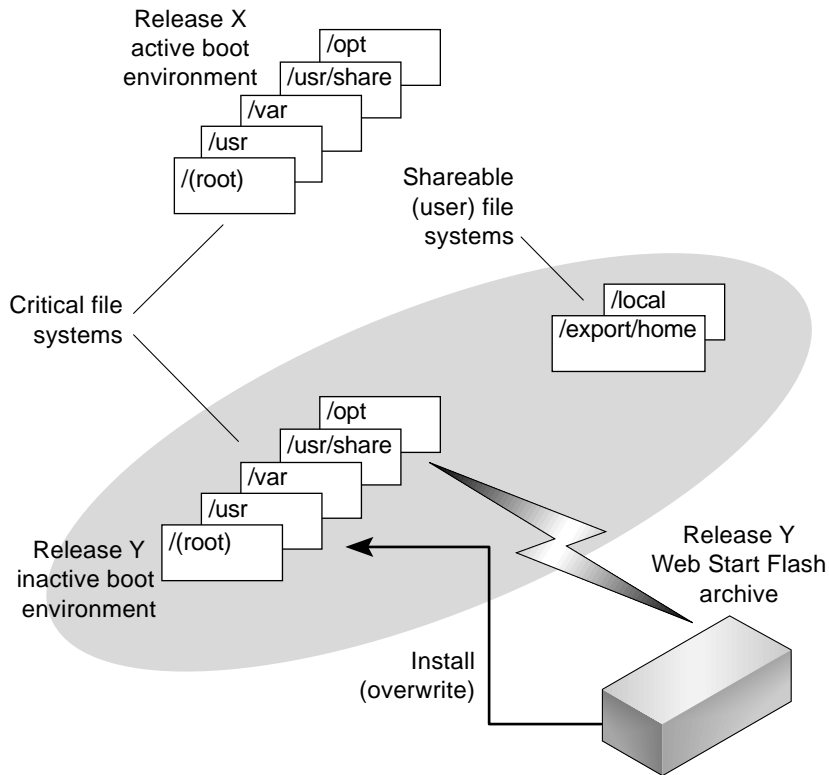 Release X
active boot
environment
/opt
/usr/share
/var
/usr
/(root)
Shareable
(user) file
systems
Critical file
systems
/local
/export/home
/opt
/usr/share
/var
/usr
/(root)
Release Y
inactive boot
environment
Release Y
Web Start Flash
archive
Install
(overwrite)